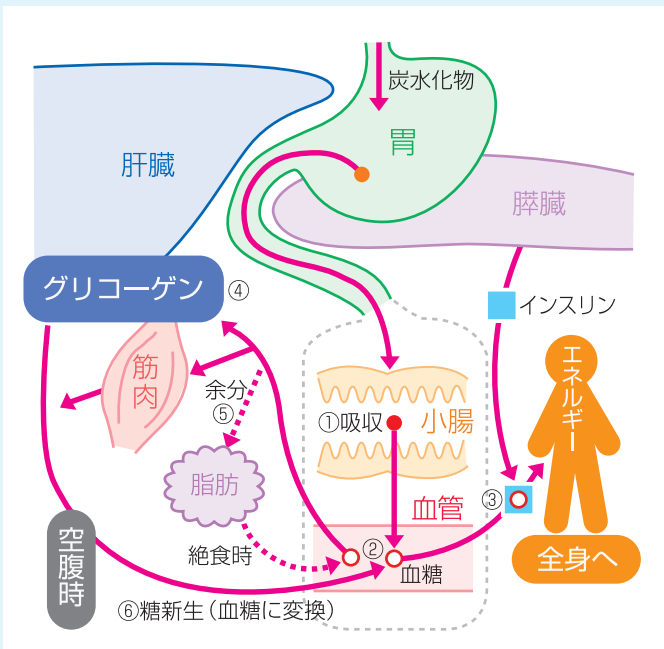 炭水化物
胃
肝臓
膵臓
グリコーゲン ④
インスリン
筋肉
余分
⑤
エネルギー
①吸収
小腸
脂肪
血管
③
②
絶食時
血糖
全身へ
空腹時
⑥糖新生（血糖に変換）